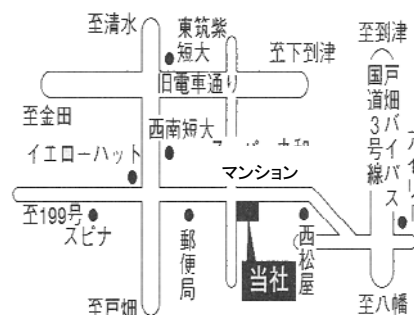 至清水
東筑紫
短大
至到津
至下到津
旧電車通り
国道3号線
戸畑バイパス
至金田
西南短大
イエローハット
マンション
至199号
スピナ
郵便局
西松屋
当社
至戸畑
至八幡